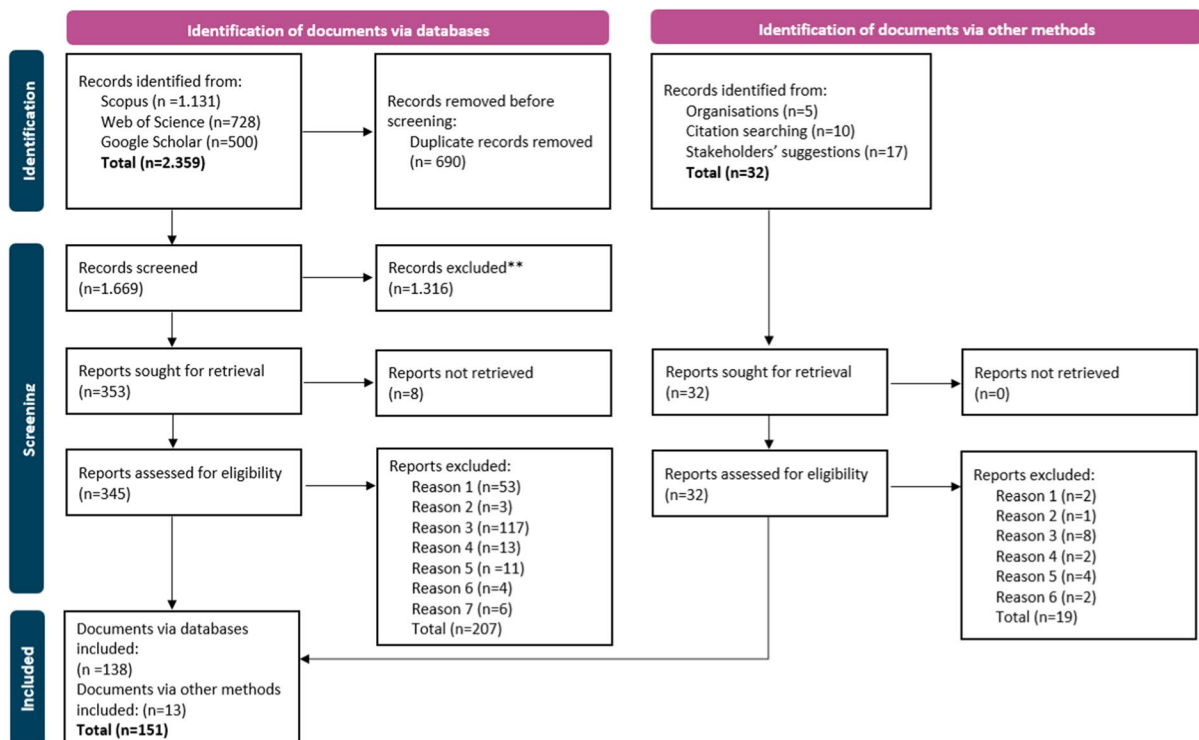 Identification of documents via databases
Identification of documents via other methods
Identification
Records identified from:
Scopus (n =1.131)
Web of Science (n=728)
Google Scholar (n=500)
Total (n=2.359)
Records removed before
screening:
Duplicate records removed
(n= 690)
Records identified from:
Organisations (n=5)
Citation searching (n=10)
Stakeholders’ suggestions (n=17)
Total (n=32)
Screening
Records screened
(n=1.669)
Records excluded**
(n=1.316)
Reports sought for retrieval
(n=353)
Reports not retrieved
(n=8)
Reports sought for retrieval
(n=32)
Reports not retrieved
(n=0)
Reports assessed for eligibility
(n=345)
Reports excluded:
Reason 1 (n=53)
Reason 2 (n=3)
Reason 3 (n=117)
Reason 4 (n=13)
Reason 5 (n =11)
Reason 6 (n=4)
Reason 7 (n=6)
Total (n=207)
Reports assessed for eligibility
(n=32)
Reports excluded:
Reason 1 (n=2)
Reason 2 (n=1)
Reason 3 (n=8)
Reason 4 (n=2)
Reason 5 (n=4)
Reason 6 (n=2)
Total (n=19)
Included
Documents via databases
included:
(n =138)
Documents via other methods
included: (n=13)
Total (n=151)